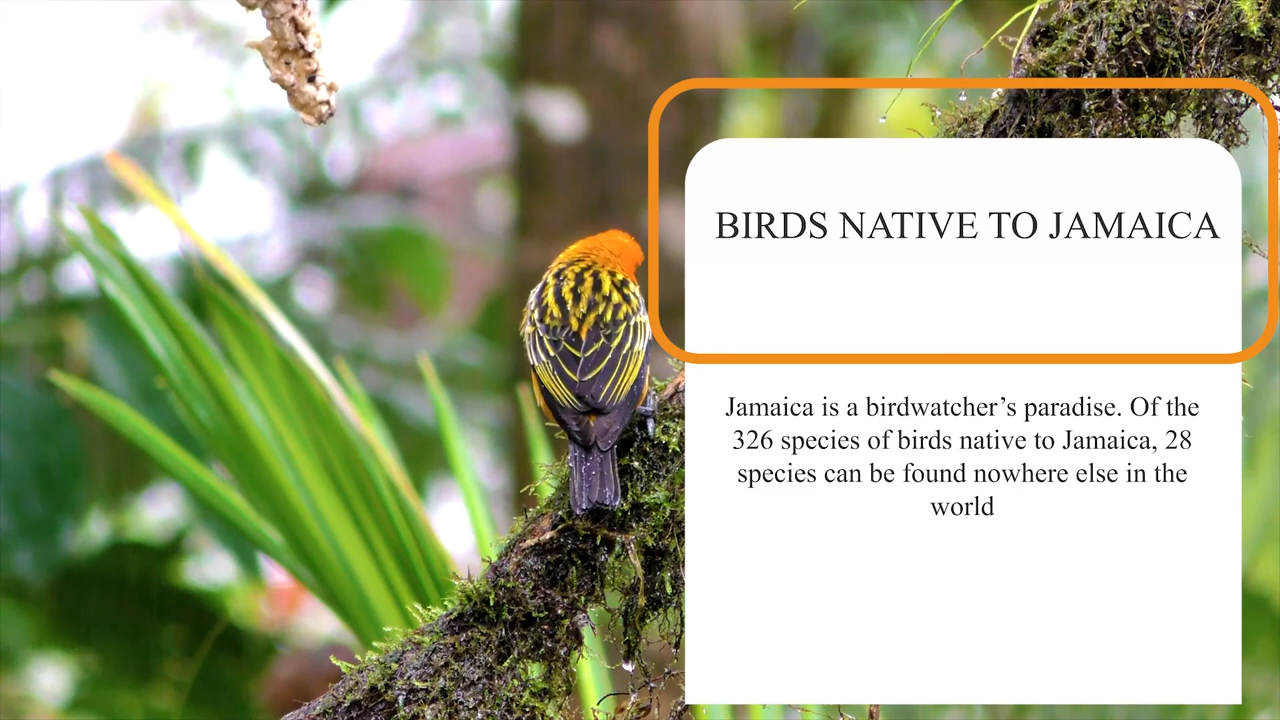 BIRDS NATIVE TO JAMAICA
Jamaica is a birdwatcher’s paradise. Of the
326 species of birds native to Jamaica, 28
species can be found nowhere else in the
world